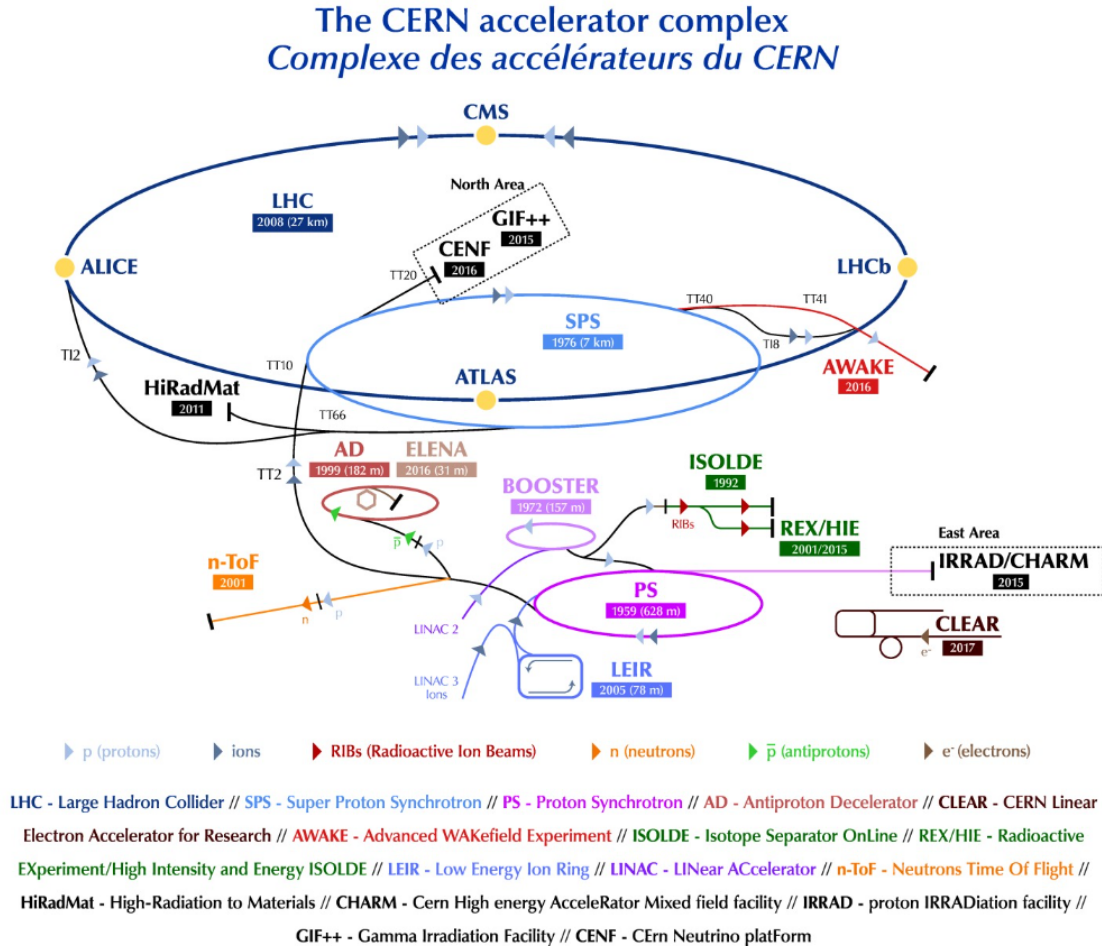 The CERN accelerator complex
Complexe des accélérateurs du CERN
CMS
North Area
LHC
2008 (27 km)
GIF++
2015
CENF
2016
ALICE
LHCb
TT20
TT40
TT41
SPS
1976 (7 km)
TI2
TI8
TT10
ATLAS
AWAKE
2016
HiRadMat
2011
TT66
AD
1999 (182 m)
ELENA
2016 (31 m)
TT2
ISOLDE
1992
BOOSTER
1972 (157 m)
RIBs
REX/HIE
2001/2015
p̅
p
East Area
n-ToF
2001
IRRAD/CHARM
2015
PS
1959 (628 m)
n
p
LINAC 2
CLEAR
2017
e-
LINAC 3
Ions
LEIR
2005 (78 m)
p (protons)
ions
RIBs (Radioactive Ion Beams)
n (neutrons)
p̅ (antiprotons)
e- (electrons)
LHC - Large Hadron Collider // SPS - Super Proton Synchrotron // PS - Proton Synchrotron // AD - Antiproton Decelerator // CLEAR - CERN Linear
Electron Accelerator for Research // AWAKE - Advanced WAKefield Experiment // ISOLDE - Isotope Separator OnLine // REX/HIE - Radioactive
EXperiment/High Intensity and Energy ISOLDE // LEIR - Low Energy Ion Ring // LINAC - LINear ACcelerator // n-ToF - Neutrons Time Of Flight //
HiRadMat - High-Radiation to Materials // CHARM - Cern High energy AcceleRator Mixed field facility // IRRAD - proton IRRADiation facility //
GIF++ - Gamma Irradiation Facility // CENF - CErn Neutrino platForm